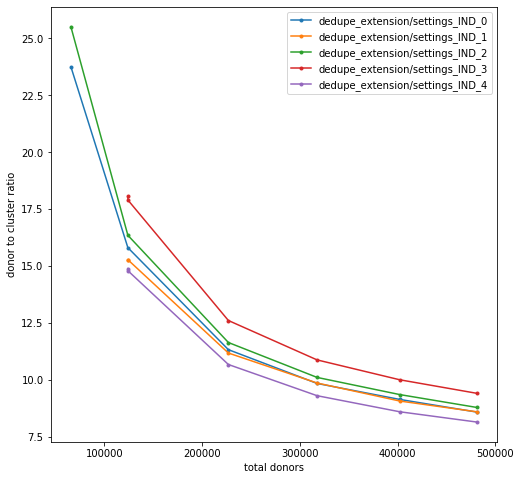 dedupe_extension/settings_IND_0
dedupe_extension/settings_IND_1
dedupe_extension/settings_IND_2
dedupe_extension/settings_IND_3
dedupe_extension/settings_IND_4
donor to cluster ratio
25.0
22.5
20.0
17.5
15.0
12.5
10.0
7.5
100000 200000 300000 400000 500000
total donors